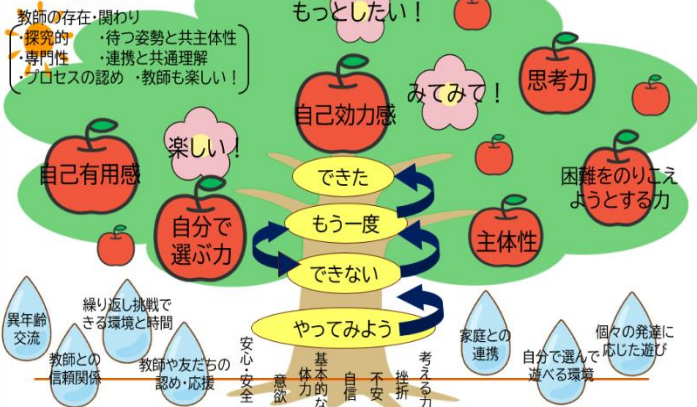 教師の存在・関わり
・探究的　・待つ姿勢と共主体性
・専門性　・連携と共通理解
・プロセスの認め　・教師も楽しい！
もっとしたい！
みてみて！
思考力
自己効力感
楽しい！
自己有用感
自分で
選ぶ力
困難をのりこえ
ようとする力
主体性
できた
もう一度
できない
やってみよう
異年齢
交流
教師との
信頼関係
繰り返し挑戦で
きる環境と時間
教師や友だちの
認め・応援
安心・安全
意欲
体力
基本的な
自信
不安
挫折
考える力
家庭との
連携
自分で選んで
遊べる環境
個々の発達に
応じた遊び